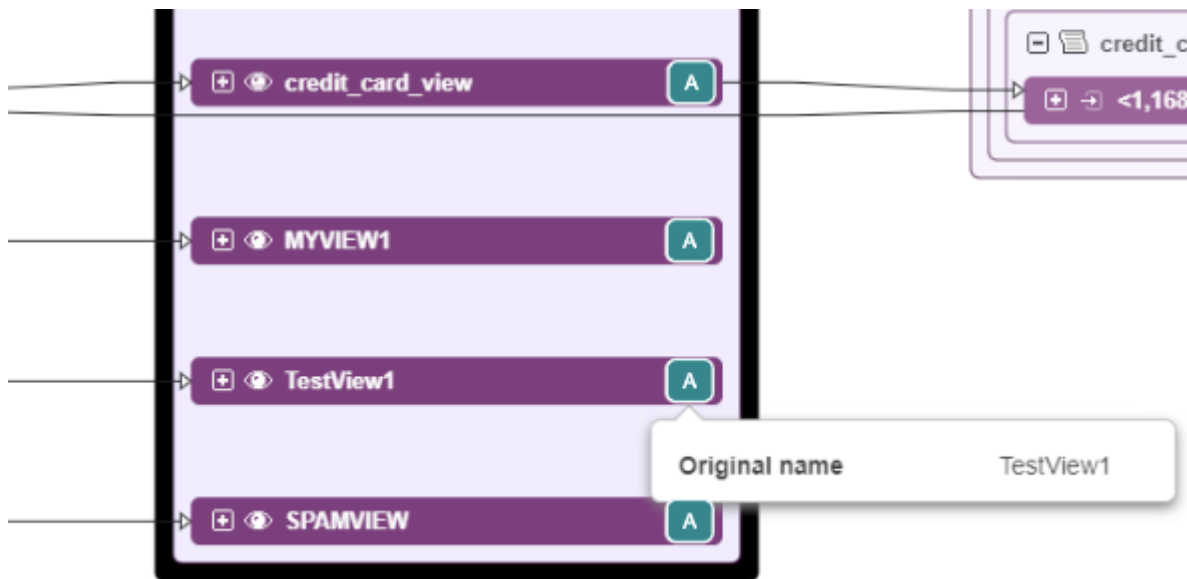 credit_card_view A
credit_c
<1,168
MYVIEW1 A
TestView1 A
Original name TestView1
SPAMVIEW A